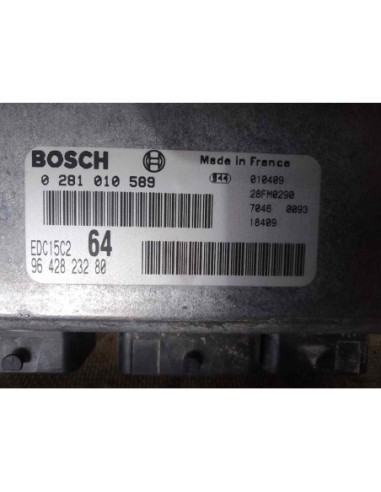 BOSCH Made in France
0 281 010 589 E44 010409
28FM0290
7046 0093
18409
EDC15C2 64
96 428 232 80